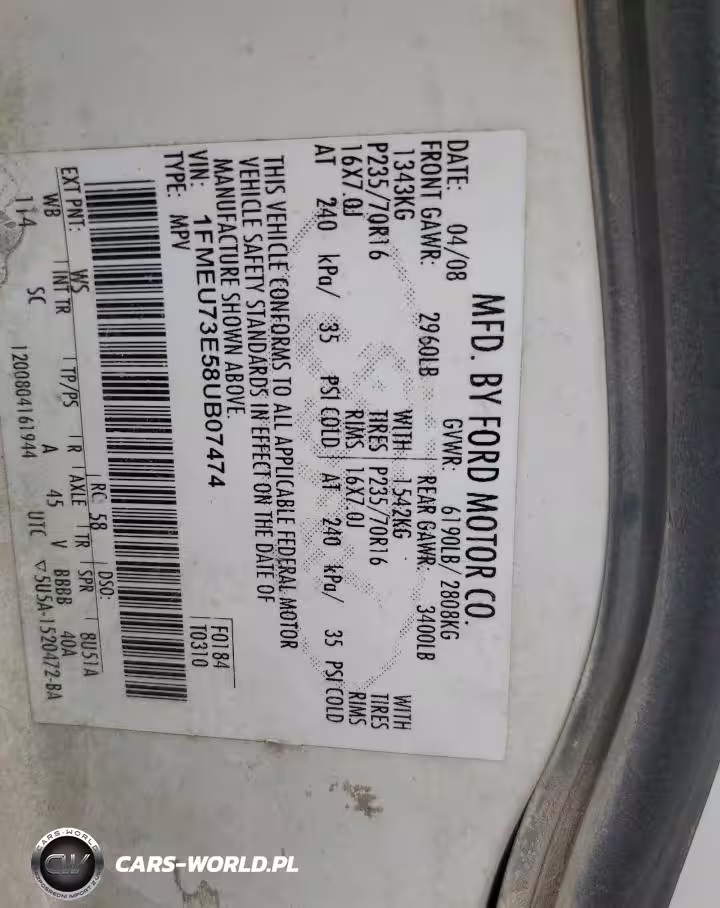 MFD. BY FORD MOTOR CO.
DATE: 04/08 GVWR: 6190LB/ 2808KG
FRONT GAWR: 2960LB REAR GAWR: 3400LB
1343KG WITH 1542KG WITH
P235/70R16 TIRES P235/70R16 TIRES
16X7.0J RIMS 16X7.0J RIMS
AT 240 kPa/ 35 PSI COLD AT 240 kPa/ 35 PSI COLD
THIS VEHICLE CONFORMS TO ALL APPLICABLE FEDERAL MOTOR
VEHICLE SAFETY STANDARDS IN EFFECT ON THE DATE OF
MANUFACTURE SHOWN ABOVE.
VIN: 1FMEU73E58UB07474 F0184
TYPE: MPV T0310
EXT PNT: WS RC: 58 DSO:
WB INT TR TP/PS R AXLE TR SPR 8U51A
114 SC A 45 V BBBB 40A
1200804161944 UTC ▽5U5A-1520472-BA
CARS-WORLD
CW
CARS-WORLD.PL